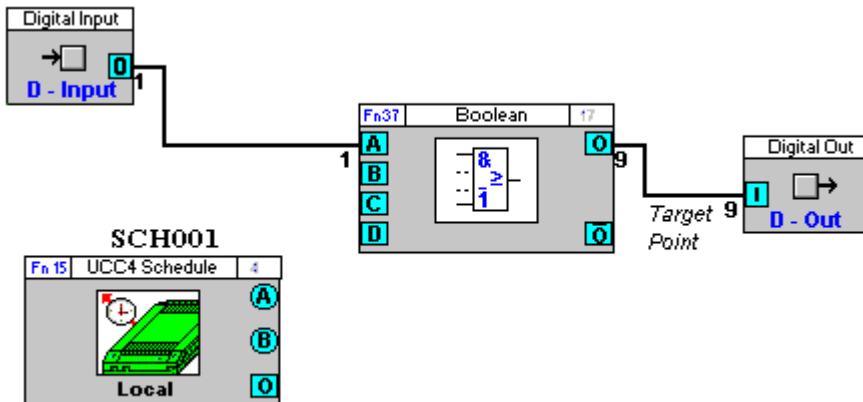 Digital Input
O
1
D - Input
Fn37 Boolean 17
A
1
B
C
D
&
≥
1
O
9
O
Target
Point
9
Digital Out
I
D - Out
SCH001
Fn 15 UCC4 Schedule 4
A
B
O
Local